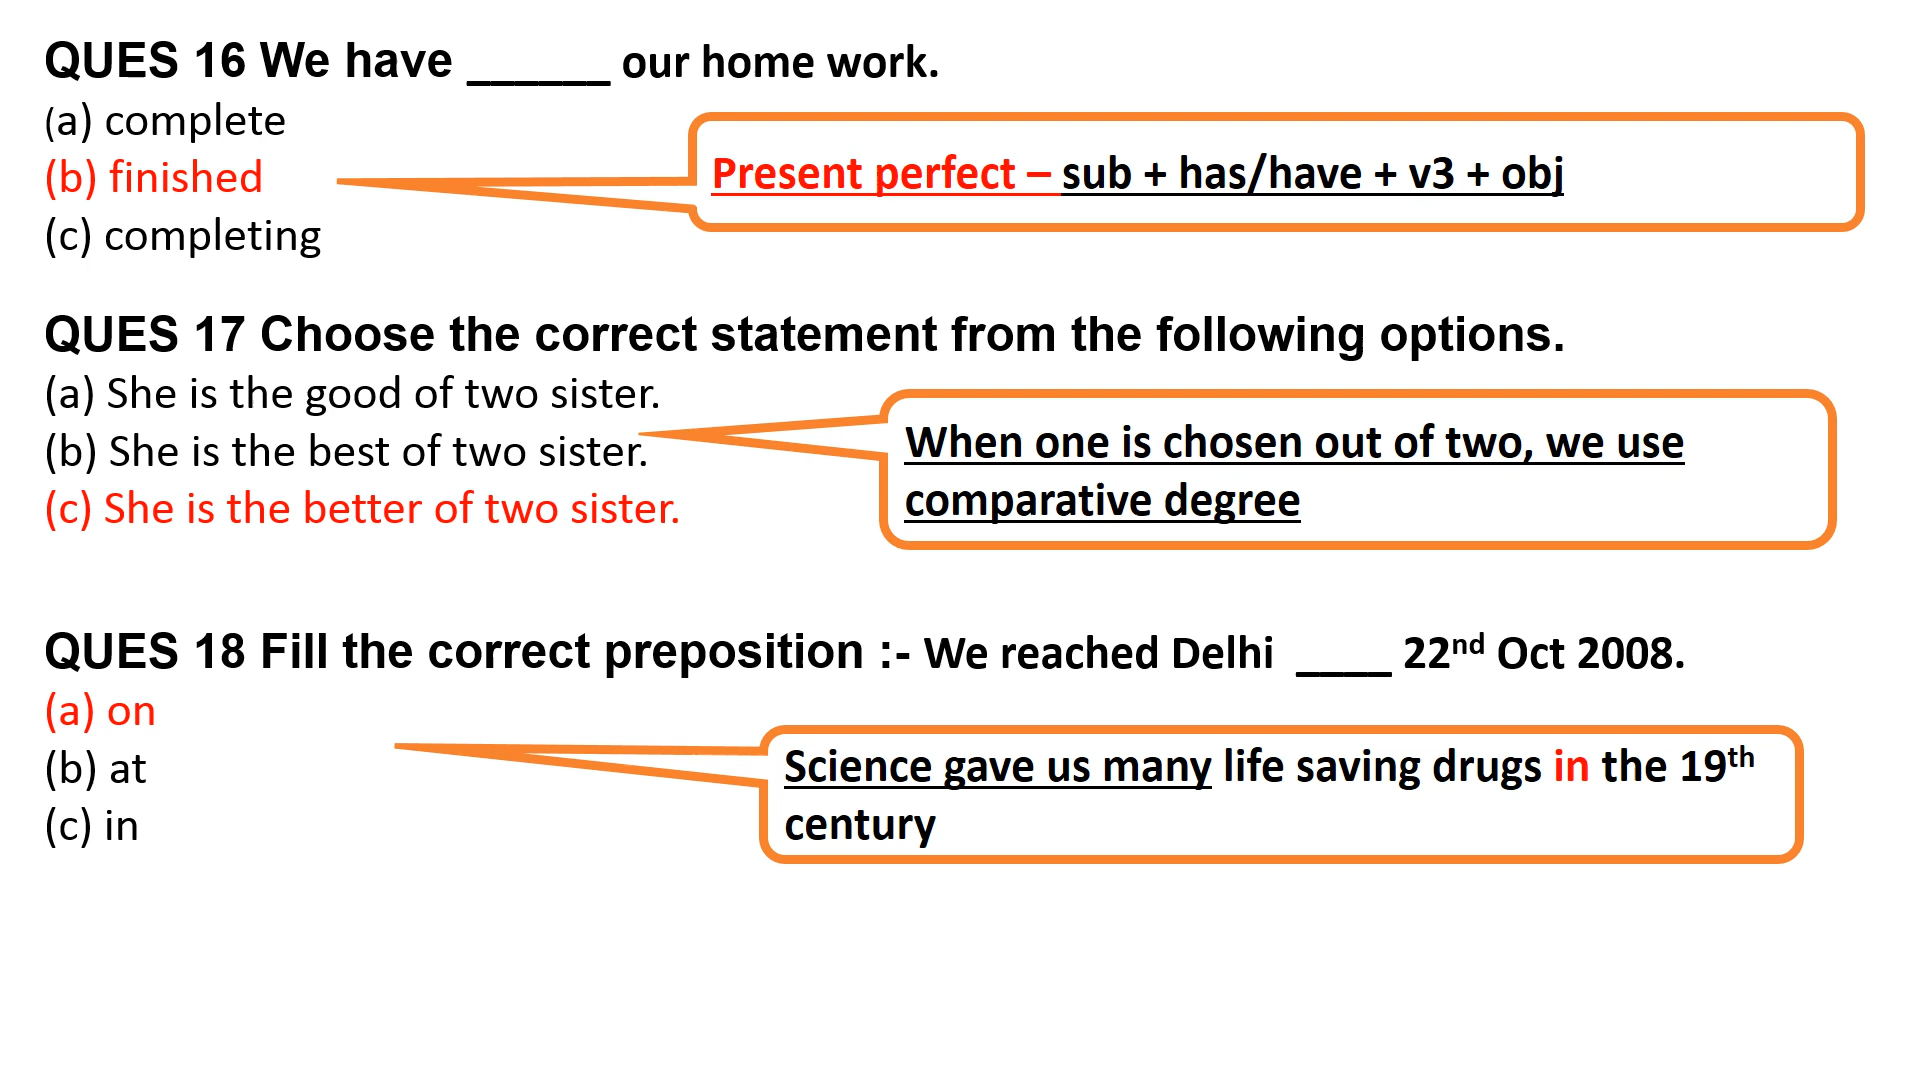 QUES 16 We have ______ our home work.
(a) complete
(b) finished
(c) completing
Present perfect – sub + has/have + v3 + obj
QUES 17 Choose the correct statement from the following options.
(a) She is the good of two sister.
(b) She is the best of two sister.
(c) She is the better of two sister.
When one is chosen out of two, we use
comparative degree
QUES 18 Fill the correct preposition :- We reached Delhi ____ 22nd Oct 2008.
(a) on
(b) at
(c) in
Science gave us many life saving drugs in the 19th
century